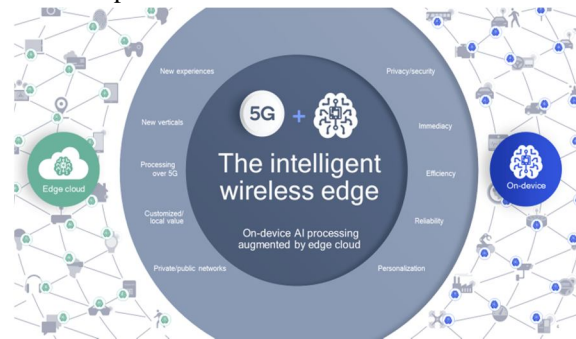 New experiences
Privacy/security
5G +
New verticals
Immediacy
Edge cloud
Processing
over 5G
The intelligent
wireless edge
Efficiency
On-device
Customized/
local value
On-device AI processing
augmented by edge cloud
Reliability
Private/public networks
Personalization